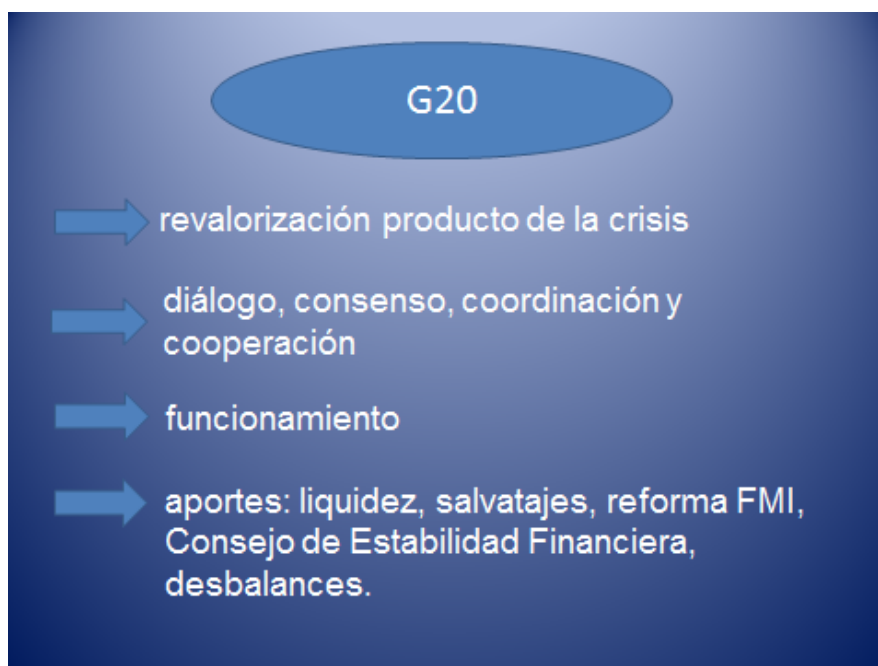 G20
revalorización producto de la crisis
diálogo, consenso, coordinación y
cooperación
funcionamiento
aportes: liquidez, salvatajes, reforma FMI,
Consejo de Estabilidad Financiera,
desbalances.